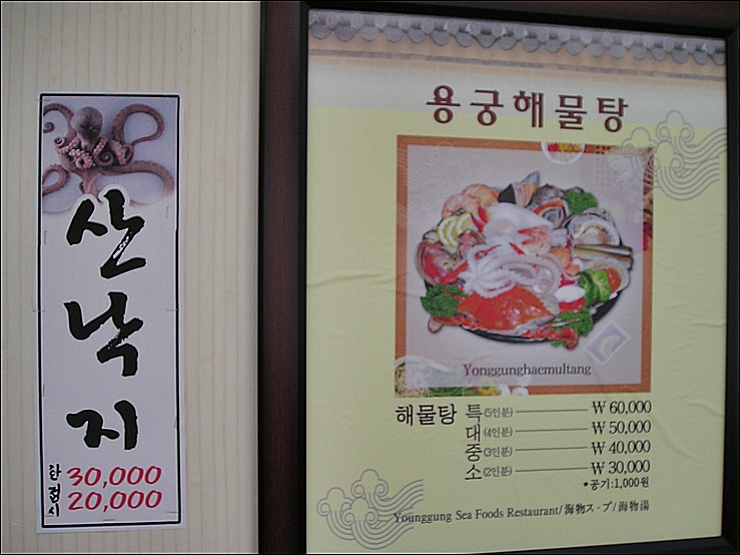 산낙지
한접시
30,000
20,000
용궁해물탕
Yonggunghaemultang
해물탕 특(5인분) ₩ 60,000
대(4인분) ₩ 50,000
중(3인분) ₩ 40,000
소(2인분) ₩ 30,000
*공기:1,000원
Younggung Sea Foods Restaurant/海物ス-プ/海物湯